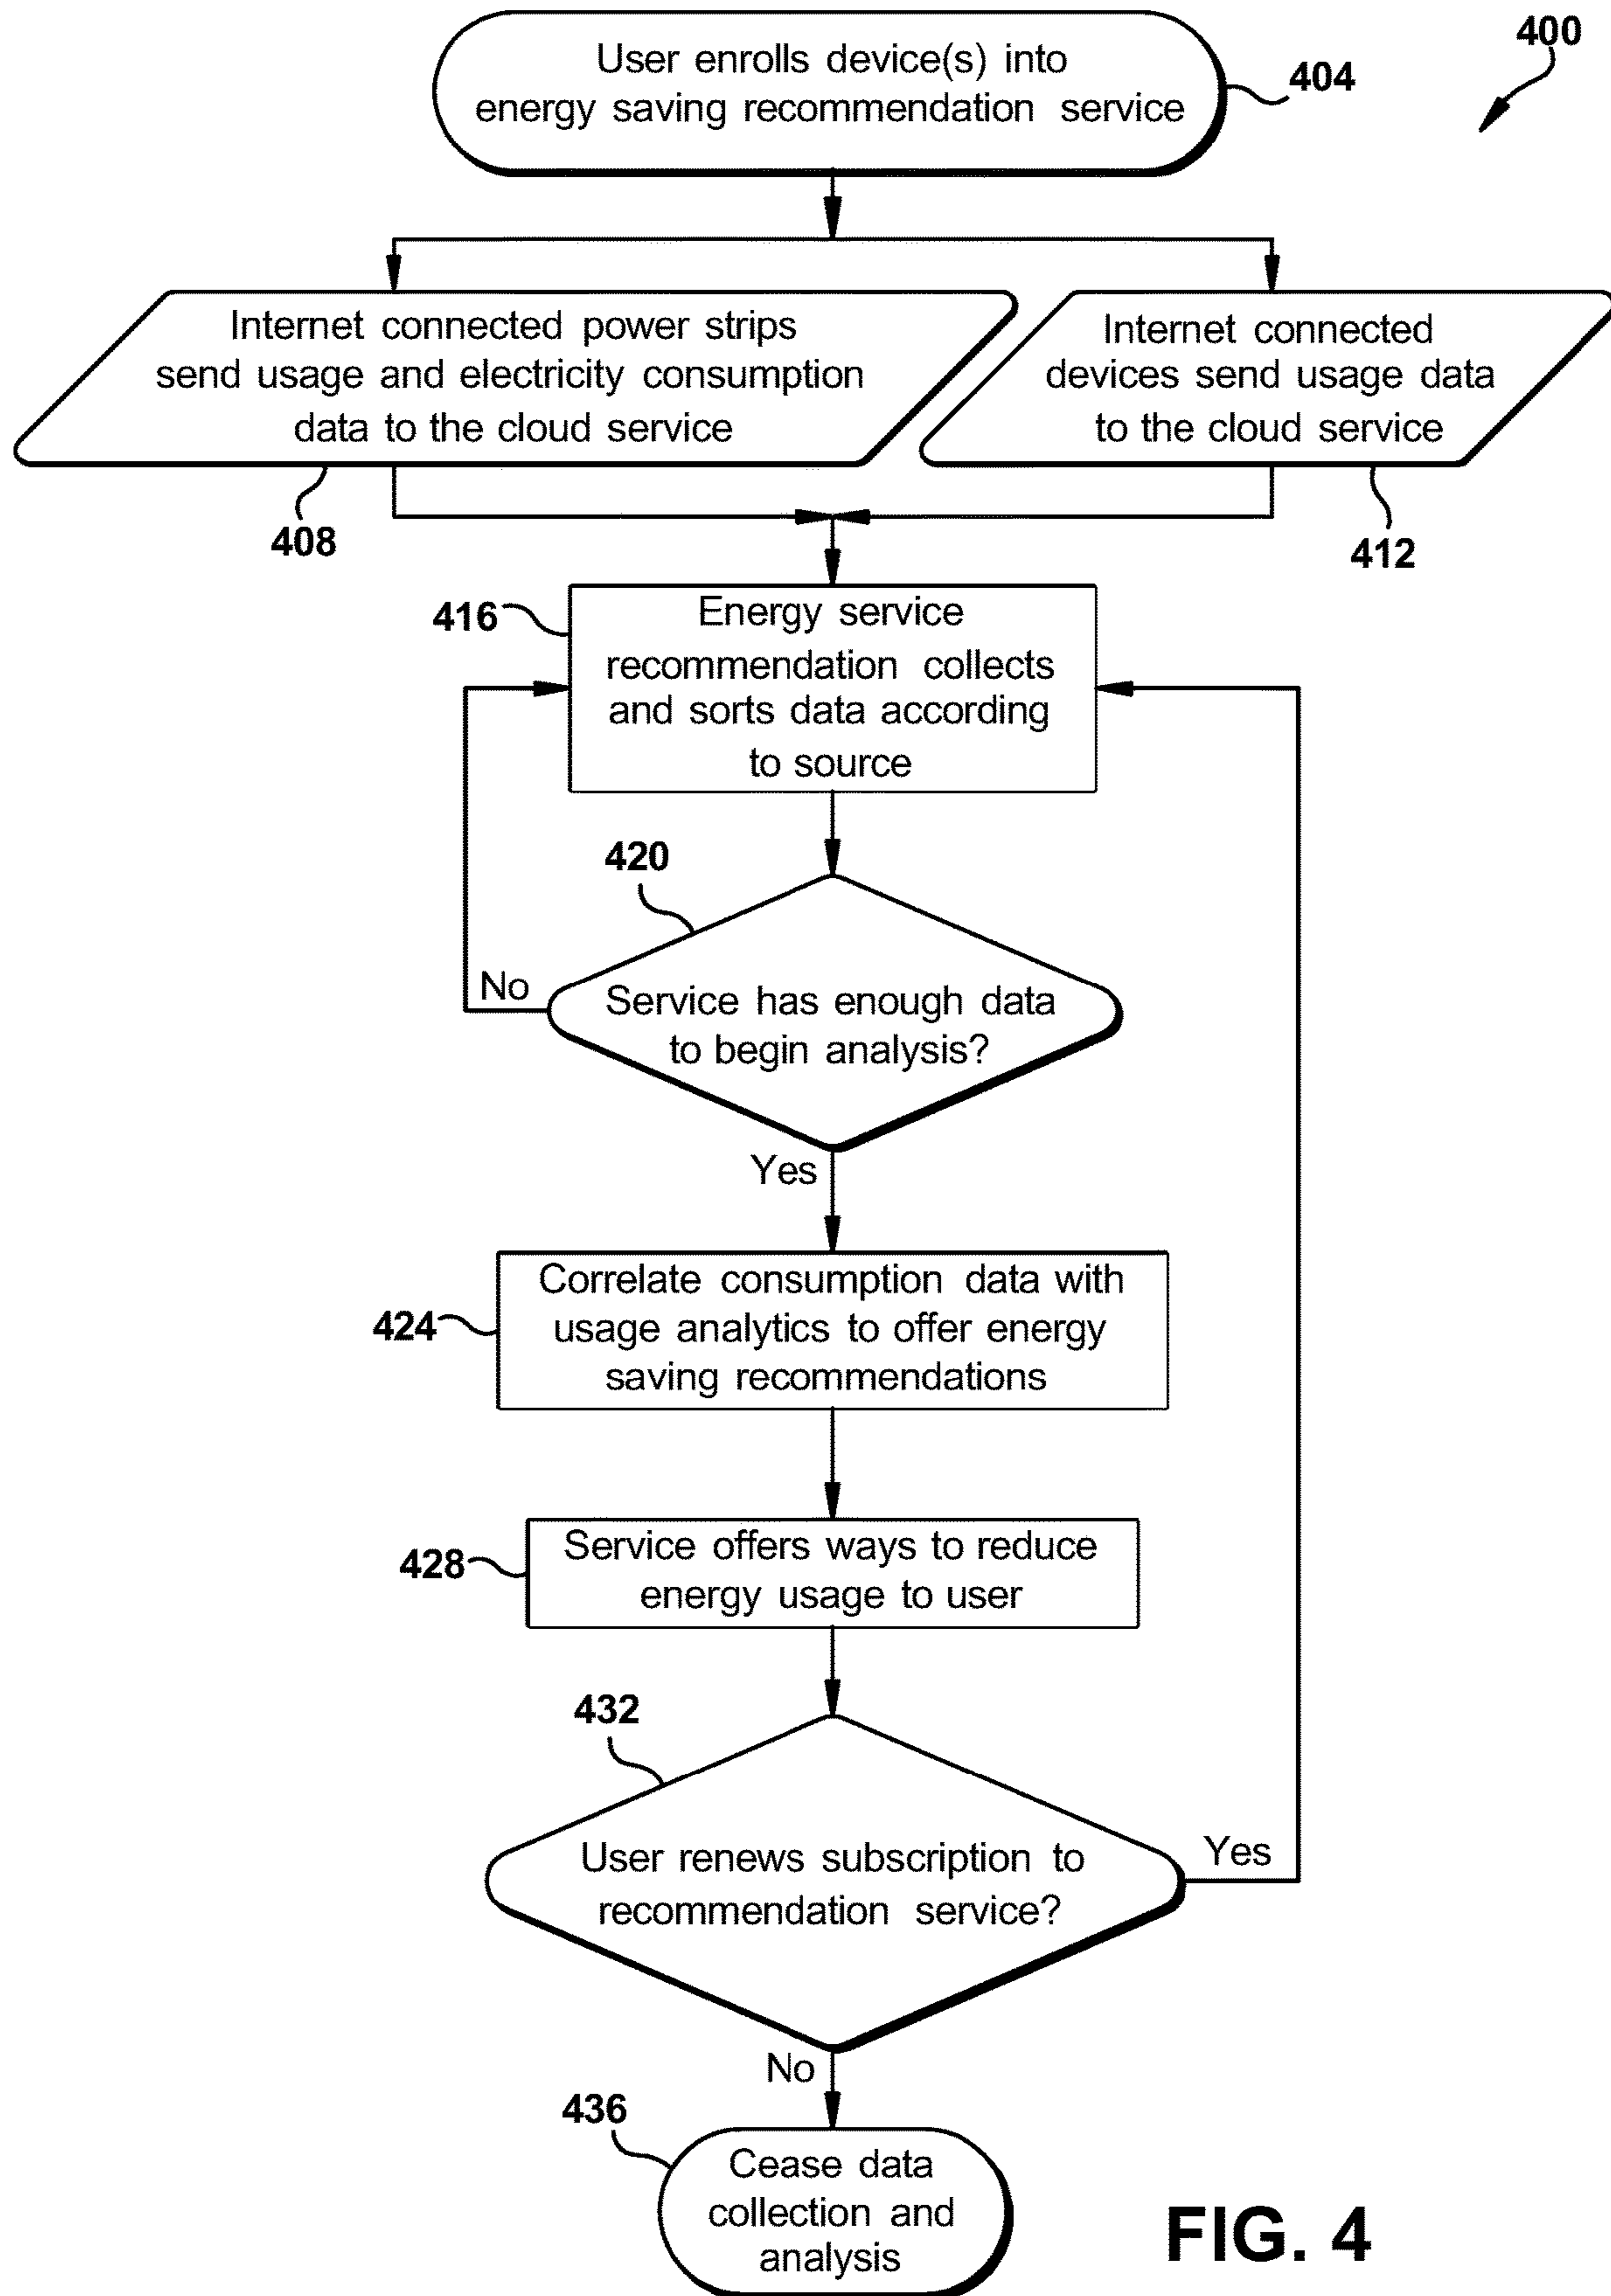 400
User enrolls device(s) into
energy saving recommendation service
404
Internet connected power strips
send usage and electricity consumption
data to the cloud service
408
Internet connected
devices send usage data
to the cloud service
412
416
Energy service
recommendation collects
and sorts data according
to source
420
No
Service has enough data
to begin analysis?
Yes
424
Correlate consumption data with
usage analytics to offer energy
saving recommendations
428
Service offers ways to reduce
energy usage to user
432
User renews subscription to
recommendation service?
Yes
No
436
Cease data
collection and
analysis
FIG. 4